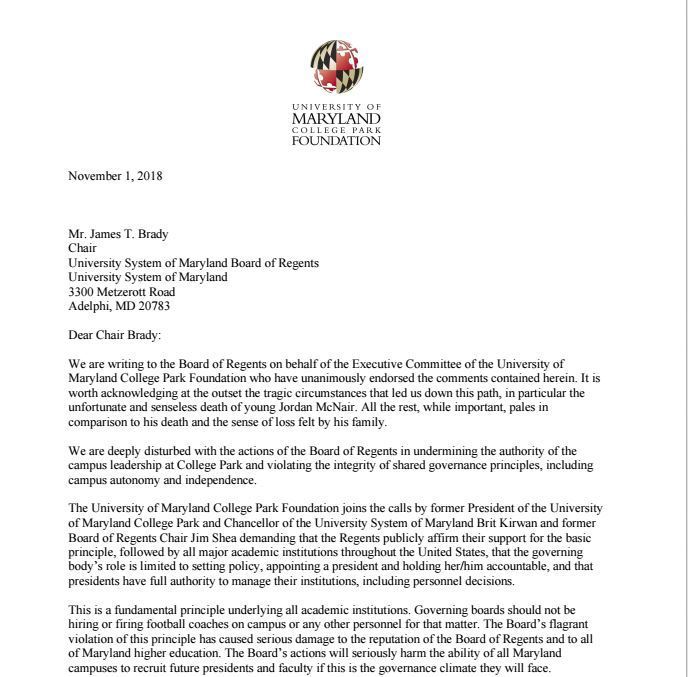 UNIVERSITY OF
MARYLAND
COLLEGE PARK
FOUNDATION
November 1, 2018
Mr. James T. Brady
Chair
University System of Maryland Board of Regents
University System of Maryland
3300 Metzerott Road
Adelphi, MD 20783
Dear Chair Brady:
We are writing to the Board of Regents on behalf of the Executive Committee of the University of
Maryland College Park Foundation who have unanimously endorsed the comments contained herein. It is
worth acknowledging at the outset the tragic circumstances that led us down this path, in particular the
unfortunate and senseless death of young Jordan McNair. All the rest, while important, pales in
comparison to his death and the sense of loss felt by his family.
We are deeply disturbed with the actions of the Board of Regents in undermining the authority of the
campus leadership at College Park and violating the integrity of shared governance principles, including
campus autonomy and independence.
The University of Maryland College Park Foundation joins the calls by former President of the University
of Maryland College Park and Chancellor of the University System of Maryland Brit Kirwan and former
Board of Regents Chair Jim Shea demanding that the Regents publicly affirm their support for the basic
principle, followed by all major academic institutions throughout the United States, that the governing
body's role is limited to setting policy, appointing a president and holding her/him accountable, and that
presidents have full authority to manage their institutions, including personnel decisions.
This is a fundamental principle underlying all academic institutions. Governing boards should not be
hiring or firing football coaches on campus or any other personnel for that matter. The Board's flagrant
violation of this principle has caused serious damage to the reputation of the Board of Regents and to all
of Maryland higher education. The Board's actions will seriously harm the ability of all Maryland
campuses to recruit future presidents and faculty if this is the governance climate they will face.